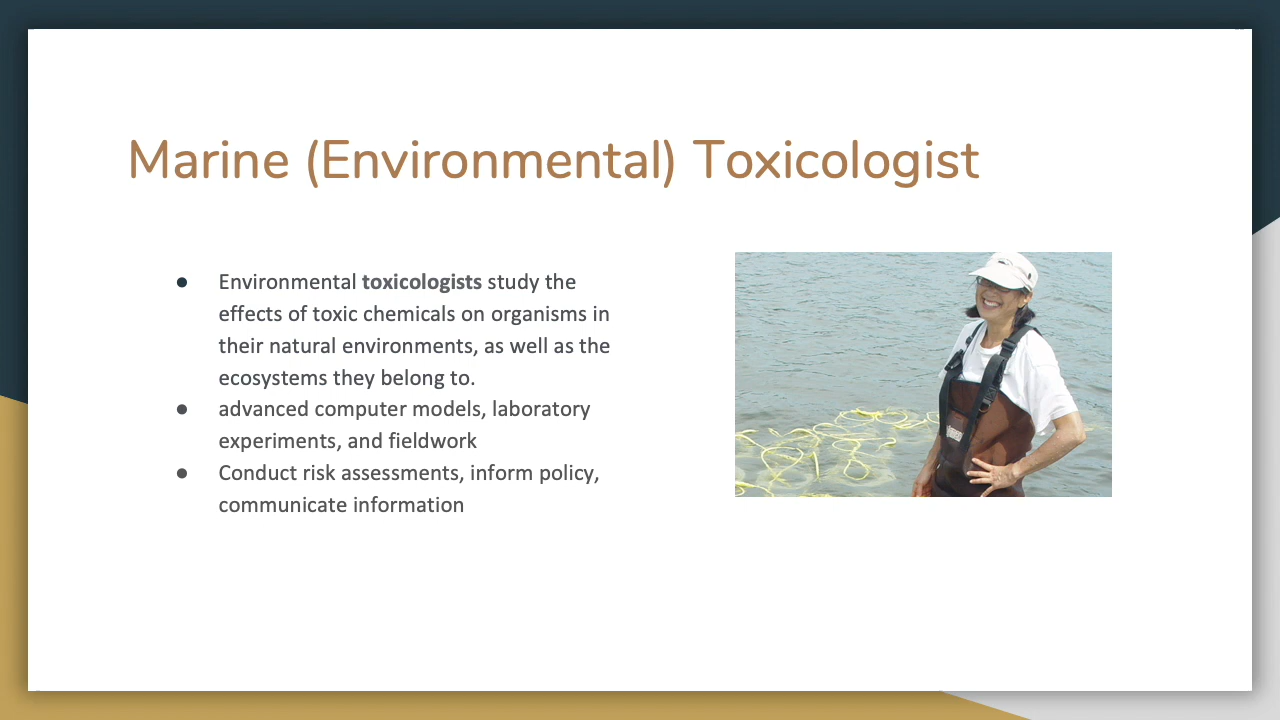 Marine (Environmental) Toxicologist
● Environmental toxicologists study the
effects of toxic chemicals on organisms in
their natural environments, as well as the
ecosystems they belong to.
● advanced computer models, laboratory
experiments, and fieldwork
● Conduct risk assessments, inform policy,
communicate information